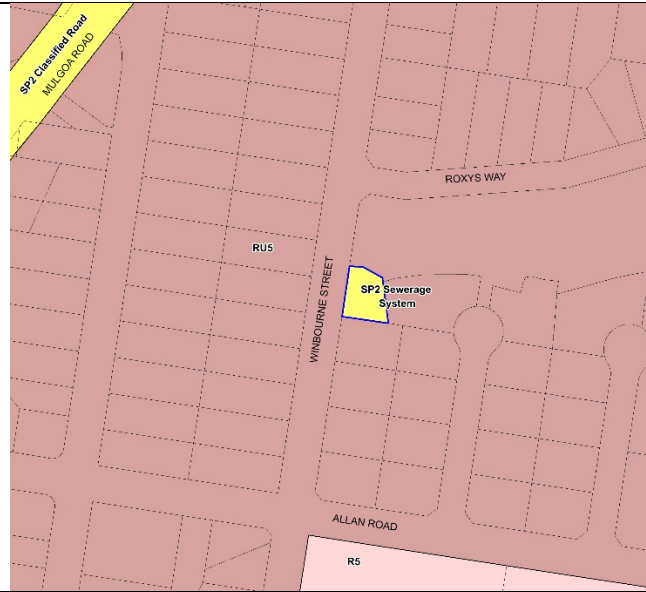 SP2 Classified Road
MULGOA ROAD
ROXYS WAY
RU5
WINBOURNE STREET
SP2 Sewerage
System
ALLAN ROAD
R5